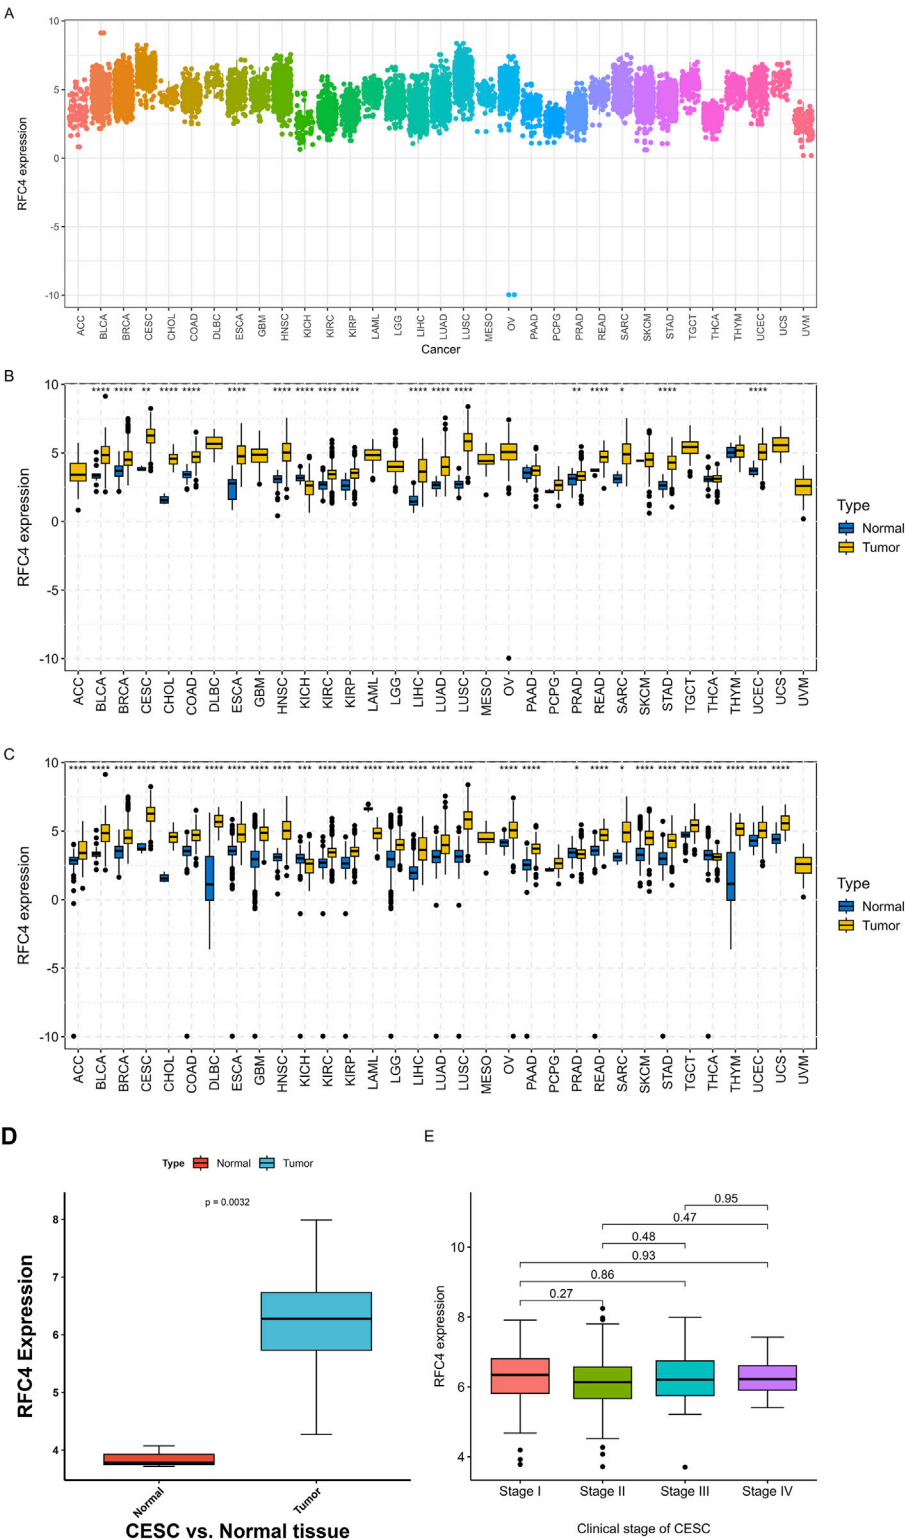 A
RFC4 expression
10
5
0
-5
-10
ACC BLCA BRCA CESC CHOL COAD DLBC ESCA GBM HNSC KICH KIRC KIRP LAML LGG LIHC LUAD LUSC MESO OV PAAD PCPG PRAD READ SARC SKCM STAD TGCT THCA THYM UCEC UCS UVM
Cancer
B
RFC4 expression
**** **** ** **** **** **** **** **** **** **** **** **** **** ** **** * **** ****
10
5
0
-5
-10
Type
Normal
Tumor
ACC BLCA BRCA CESC CHOL COAD DLBC ESCA GBM HNSC KICH KIRC KIRP LAML LGG LIHC LUAD LUSC MESO OV PAAD PCPG PRAD READ SARC SKCM STAD TGCT THCA THYM UCEC UCS UVM
C
RFC4 expression
**** **** **** **** **** **** **** **** **** **** *** **** **** **** **** **** **** **** **** **** * **** * **** **** **** **** **** **** ****
10
5
0
-5
-10
Type
Normal
Tumor
ACC BLCA BRCA CESC CHOL COAD DLBC ESCA GBM HNSC KICH KIRC KIRP LAML LGG LIHC LUAD LUSC MESO OV PAAD PCPG PRAD READ SARC SKCM STAD TGCT THCA THYM UCEC UCS UVM
D
Type Normal Tumor
p = 0.0032
RFC4 Expression
8
7
6
5
4
Normal Tumor
CESC vs. Normal tissue
E
RFC4 expression
0.95
0.47
0.48
0.93
0.86
0.27
10
8
6
4
Stage I Stage II Stage III Stage IV
Clinical stage of CESC